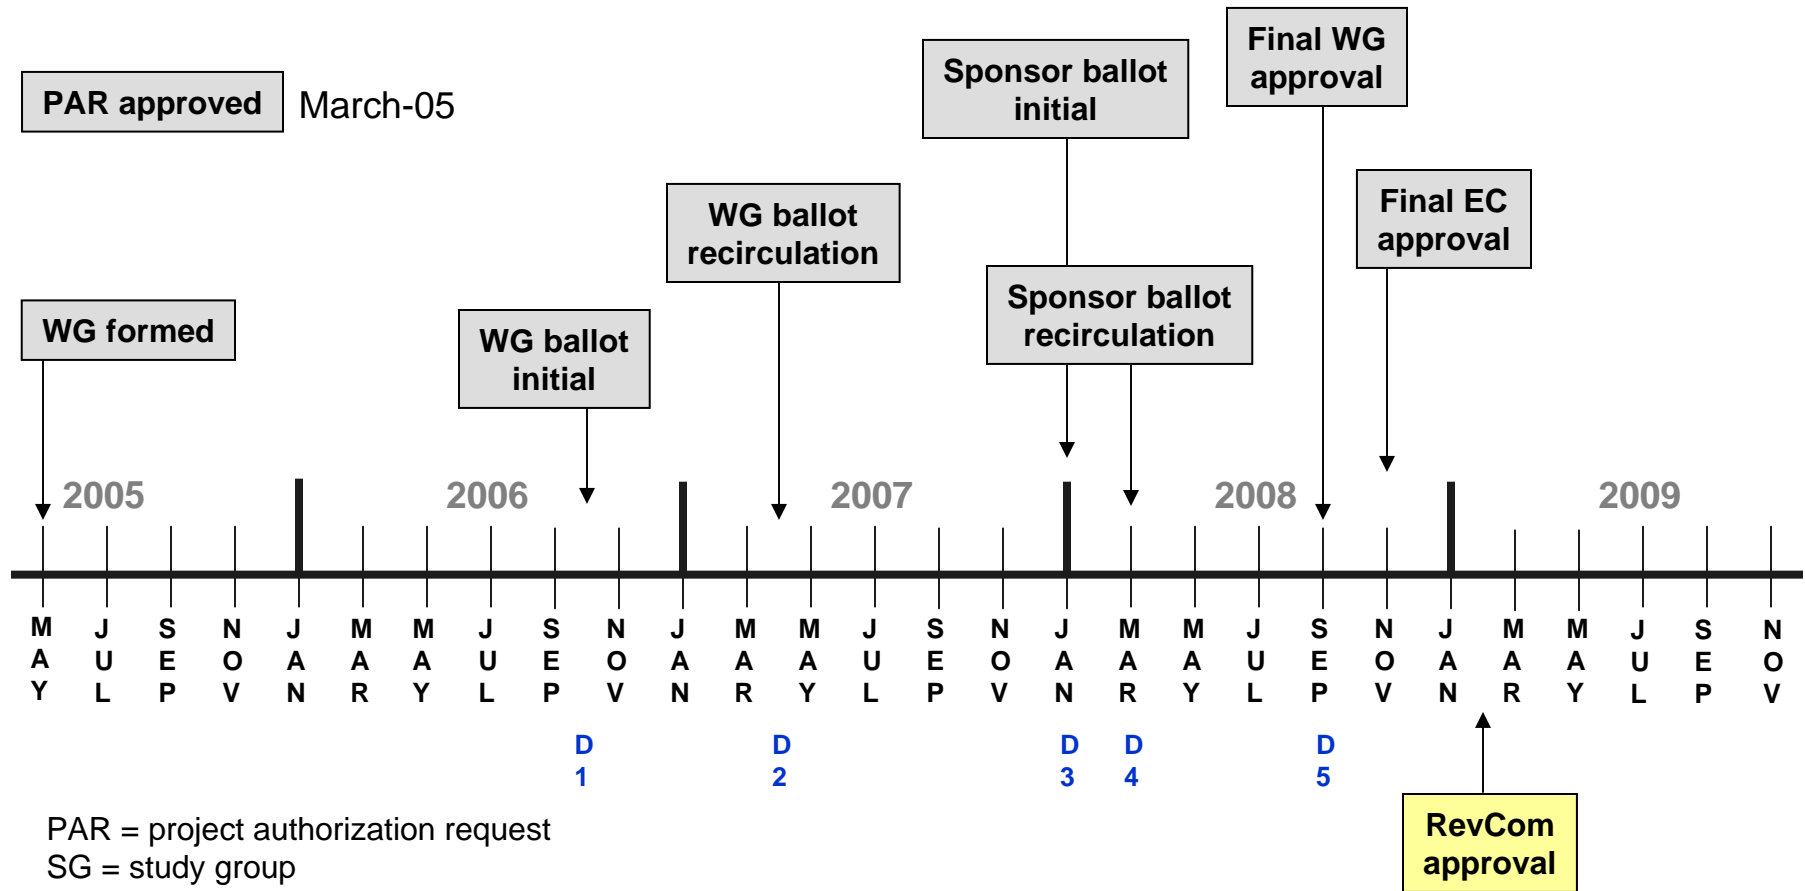 Final WG
approval
Sponsor ballot
initial
PAR approved
March-05
WG ballot
recirculation
Final EC
approval
Sponsor ballot
recirculation
WG formed
WG ballot
initial
2005
2006
2007
2008
2009
MAY
JUL
SEP
NOV
JAN
MAR
MAY
JUL
SEP
NOV
JAN
MAR
MAY
JUL
SEP
NOV
JAN
MAR
MAY
JUL
SEP
NOV
JAN
MAR
MAY
JUL
SEP
NOV
D1
D2
D3
D4
D5
RevCom
approval
PAR = project authorization request
SG = study group